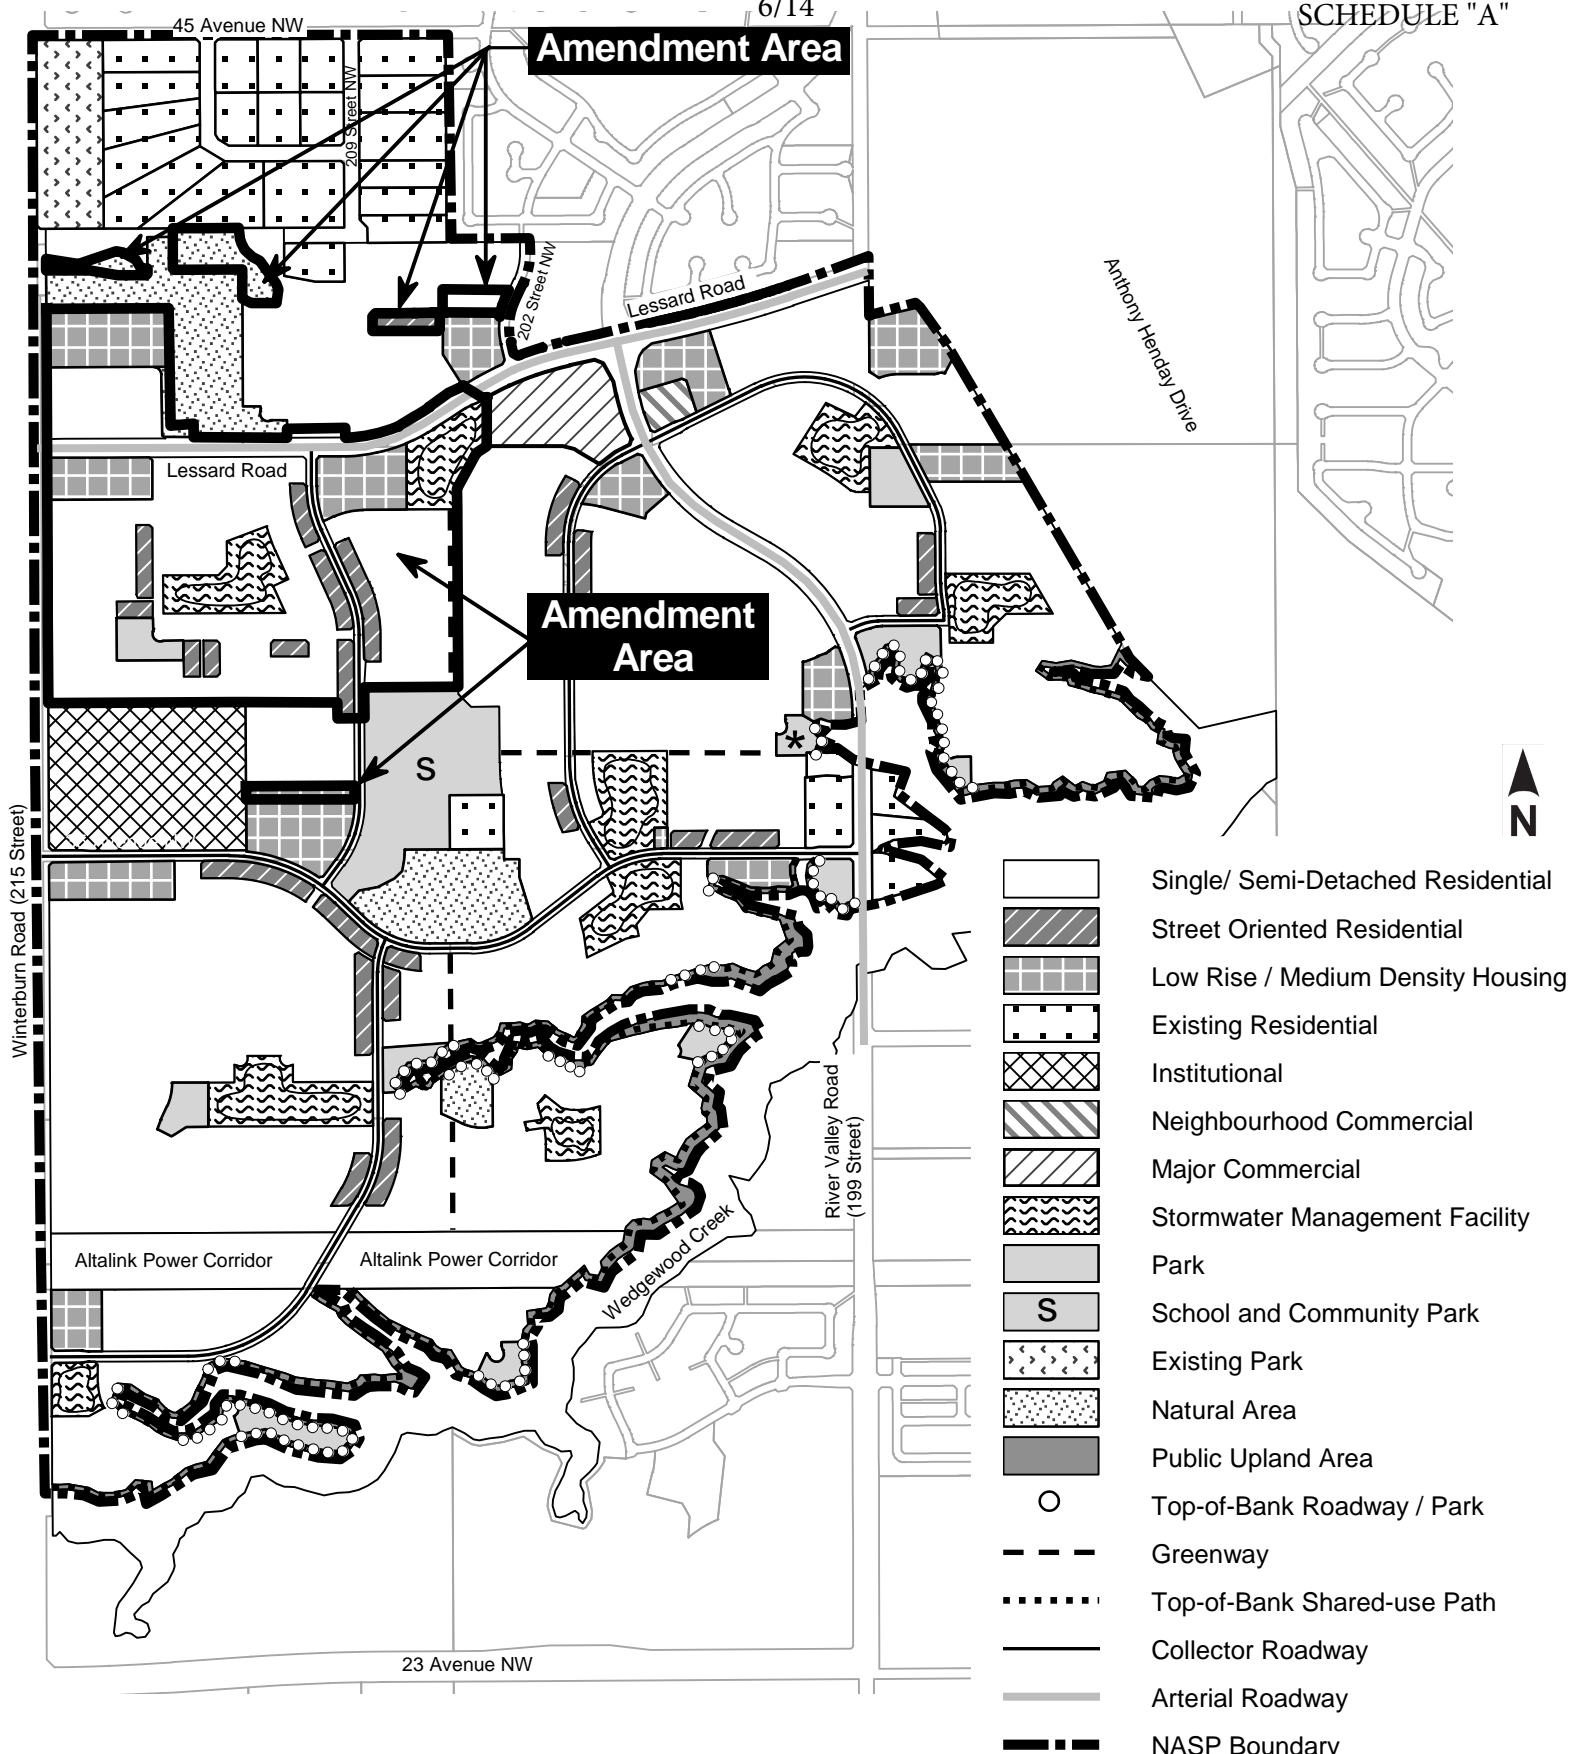 6/14
SCHEDULE "A"
45 Avenue NW
Amendment Area
209 Street NW
202 Street NW
Lessard Road
Anthony Henday Drive
Lessard Road
Amendment
Area
S
*
N
Winterburn Road (215 Street)
River Valley Road
(199 Street)
Wedgewood Creek
Altalink Power Corridor
Altalink Power Corridor
23 Avenue NW
Single/ Semi-Detached Residential
Street Oriented Residential
Low Rise / Medium Density Housing
Existing Residential
Institutional
Neighbourhood Commercial
Major Commercial
Stormwater Management Facility
Park
S
School and Community Park
Existing Park
Natural Area
Public Upland Area
Top-of-Bank Roadway / Park
Greenway
Top-of-Bank Shared-use Path
Collector Roadway
Arterial Roadway
NASP Boundary